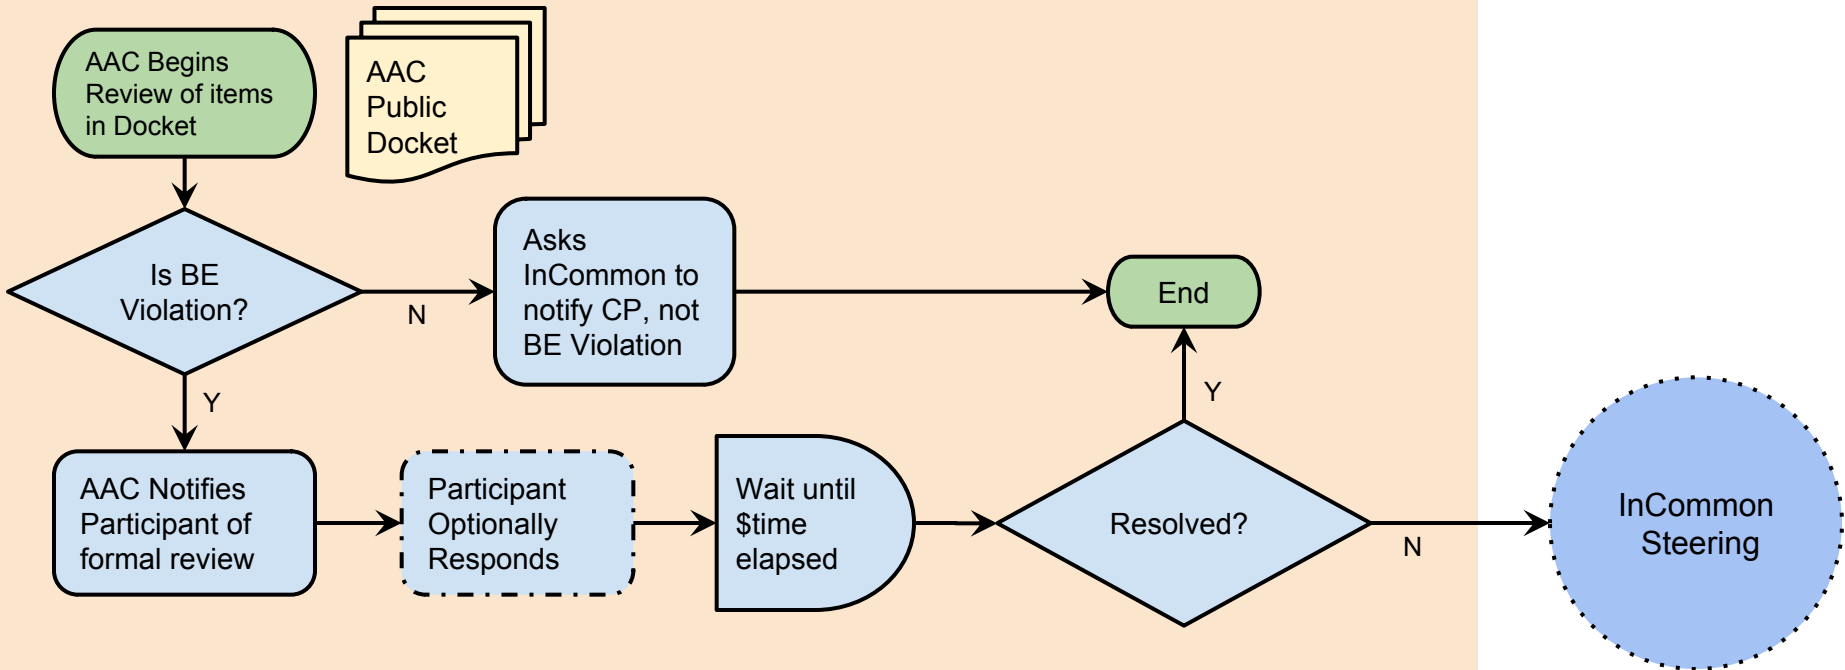 AAC Begins
Review of items
in Docket
AAC
Public
Docket
Is BE
Violation?
N
Asks
InCommon to
notify CP, not
BE Violation
End
Y
Y
AAC Notifies
Participant of
formal review
Participant
Optionally
Responds
Wait until
$time
elapsed
Resolved?
N
InCommon
Steering